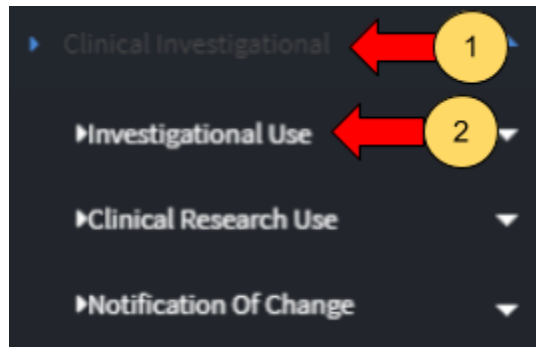 Clinical Investigational 1
Investigational Use 2
Clinical Research Use
Notification Of Change